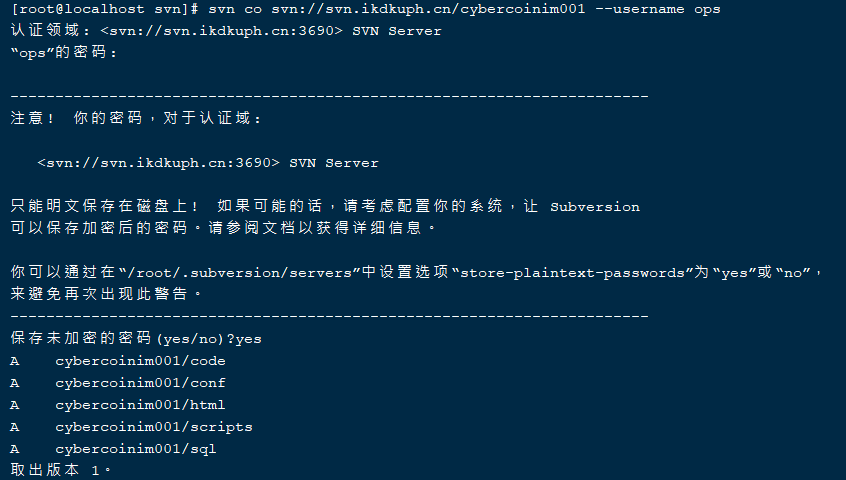 [root@localhost svn]# svn co svn://svn.ikdkuph.cn/cybercoinim001 --username ops
认证领域: <svn://svn.ikdkuph.cn:3690> SVN Server
“ops”的密码:
-----------------------------------------------------------------------
注意!  你的密码，对于认证域:
<svn://svn.ikdkuph.cn:3690> SVN Server
只能明文保存在磁盘上!  如果可能的话，请考虑配置你的系统，让 Subversion
可以保存加密后的密码。请参阅文档以获得详细信息。
你可以通过在“/root/.subversion/servers”中设置选项“store-plaintext-passwords”为“yes”或“no”，
来避免再次出现此警告。
-----------------------------------------------------------------------
保存未加密的密码(yes/no)?yes
A    cybercoinim001/code
A    cybercoinim001/conf
A    cybercoinim001/html
A    cybercoinim001/scripts
A    cybercoinim001/sql
取出版本 1。